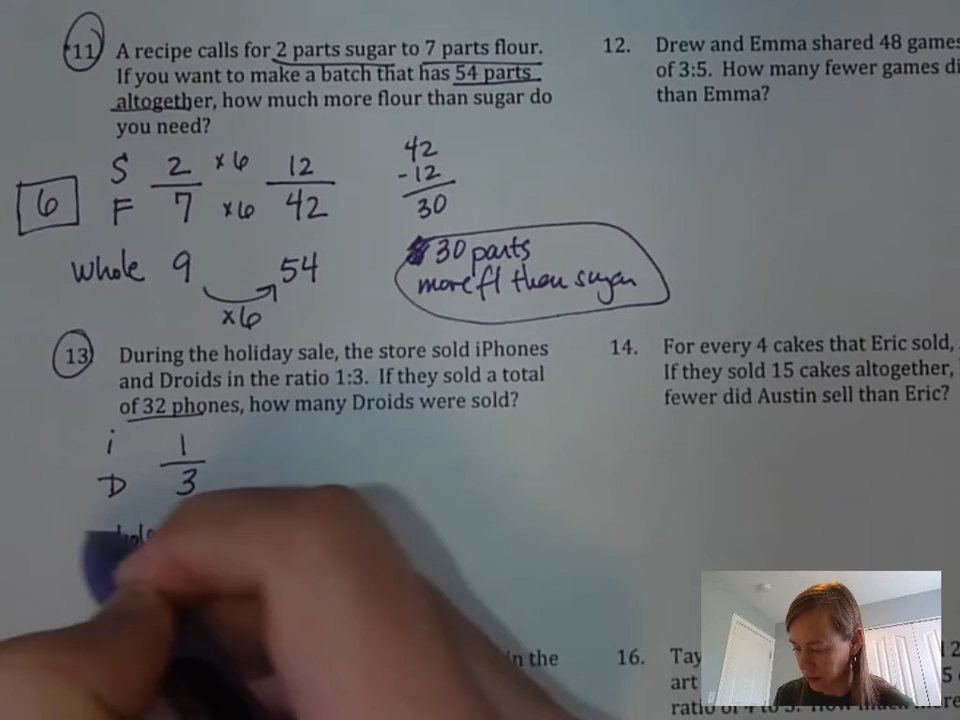 11 A recipe calls for 2 parts sugar to 7 parts flour.
If you want to make a batch that has 54 parts
altogether, how much more flour than sugar do
you need?
S 2 ×6 12
F 7 ×6 42
6
whole 9 54
×6
42
-12
30
30 parts
more fl than sugar
12. Drew and Emma shared 48 games
of 3:5. How many fewer games di
than Emma?
13 During the holiday sale, the store sold iPhones
and Droids in the ratio 1:3. If they sold a total
of 32 phones, how many Droids were sold?
i 1
D 3
14. For every 4 cakes that Eric sold,
If they sold 15 cakes altogether,
fewer did Austin sell than Eric?
in the
16. Tay
art
ratio of